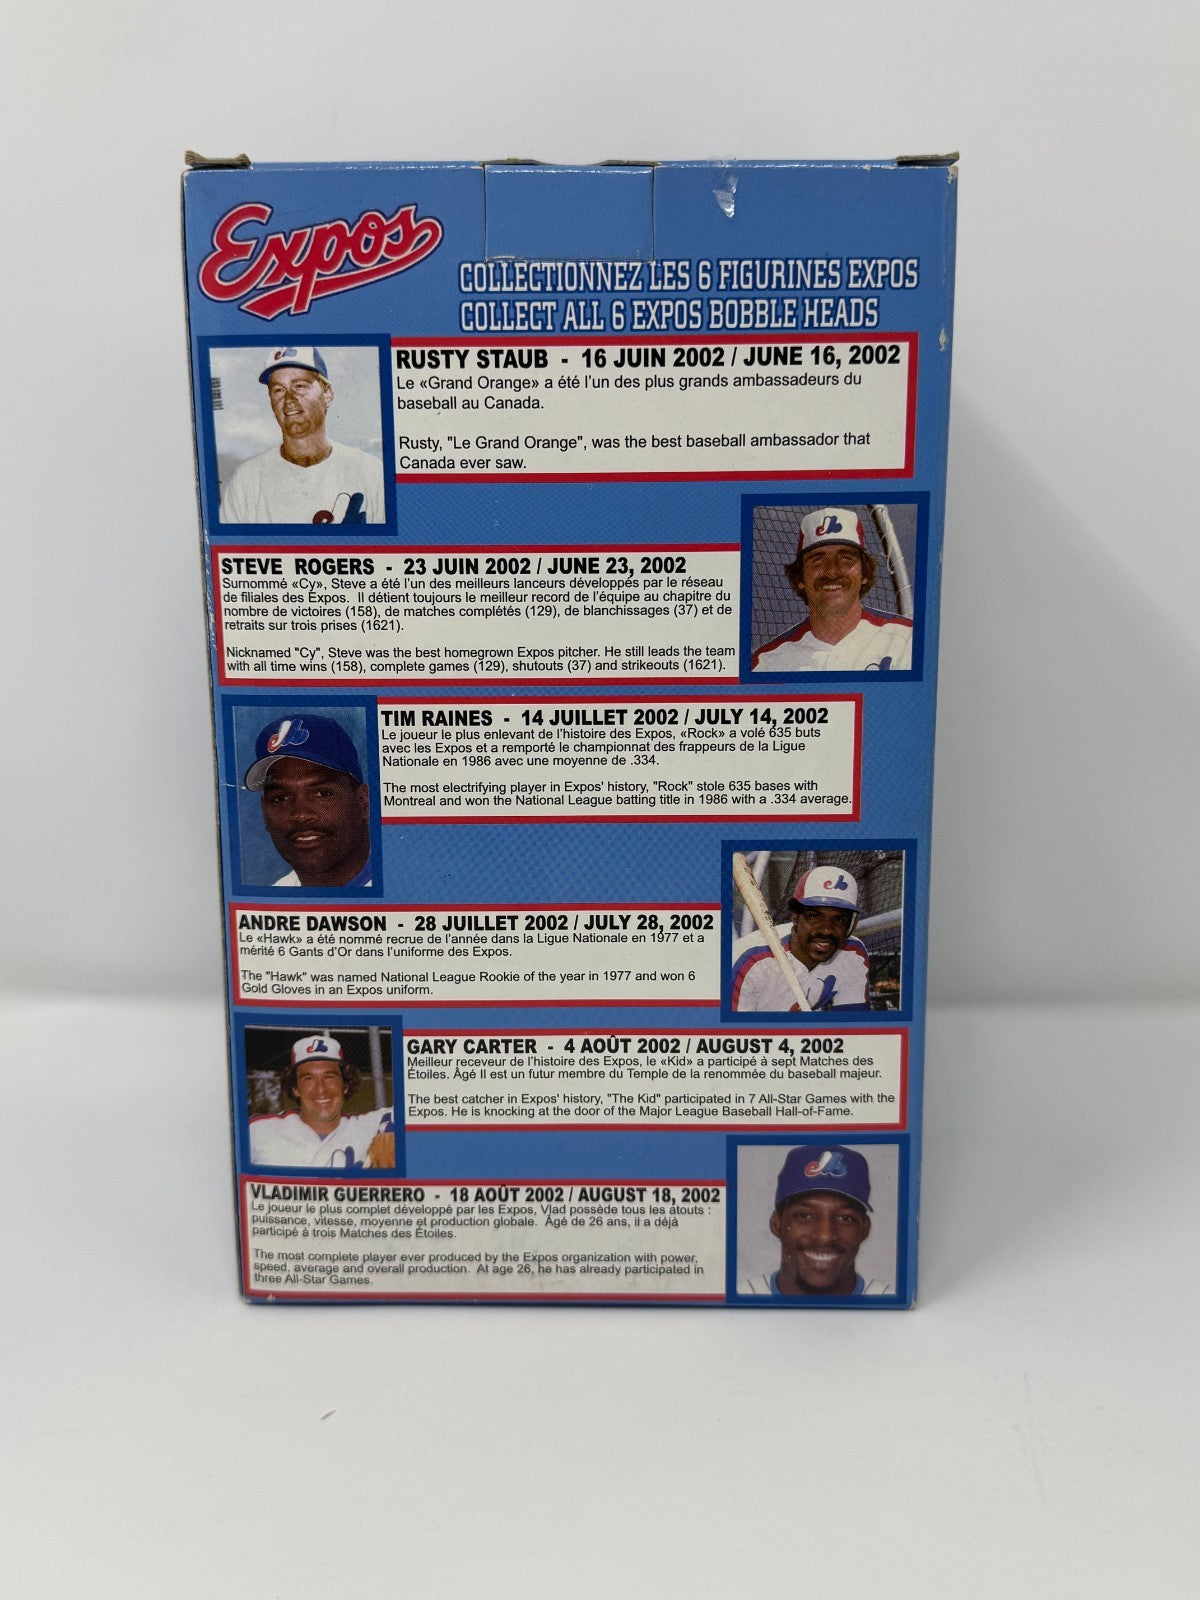 Expos
COLLECTIONNEZ LES 6 FIGURINES EXPOS
COLLECT ALL 6 EXPOS BOBBLE HEADS
RUSTY STAUB - 16 JUIN 2002 / JUNE 16, 2002
Le «Grand Orange» a été l'un des plus grands ambassadeurs du
baseball au Canada.
Rusty, "Le Grand Orange", was the best baseball ambassador that
Canada ever saw.
STEVE ROGERS - 23 JUIN 2002 / JUNE 23, 2002
Surnommé «Cy», Steve a été l'un des meilleurs lanceurs développés par le réseau
de filiales des Expos. Il détient toujours le meilleur record de l'équipe au chapitre du
nombre de victoires (158), de matches complétés (129), de blanchissages (37) et de
retraits sur trois prises (1621).
Nicknamed "Cy", Steve was the best homegrown Expos pitcher. He still leads the team
with all time wins (158), complete games (129), shutouts (37) and strikeouts (1621).
TIM RAINES - 14 JUILLET 2002 / JULY 14, 2002
Le joueur le plus enlevant de l'histoire des Expos, «Rock» a volé 635 buts
avec les Expos et a remporté le championnat des frappeurs de la Ligue
Nationale en 1986 avec une moyenne de .334.
The most electrifying player in Expos' history, "Rock" stole 635 bases with
Montreal and won the National League batting title in 1986 with a .334 average.
ANDRE DAWSON - 28 JUILLET 2002 / JULY 28, 2002
Le «Hawk» a été nommé recrue de l'année dans la Ligue Nationale en 1977 et a
mérité 6 Gants d'Or dans l'uniforme des Expos.
The "Hawk" was named National League Rookie of the year in 1977 and won 6
Gold Gloves in an Expos uniform.
GARY CARTER - 4 AOÛT 2002 / AUGUST 4, 2002
Meilleur receveur de l'histoire des Expos, le «Kid» a participé à sept Matches des
Étoiles. Âgé Il est un futur membre du Temple de la renommée du baseball majeur.
The best catcher in Expos' history, "The Kid" participated in 7 All-Star Games with the
Expos. He is knocking at the door of the Major League Baseball Hall-of-Fame.
VLADIMIR GUERRERO - 18 AOÛT 2002 / AUGUST 18, 2002
Le joueur le plus complet développé par les Expos, Vlad possède tous les atouts :
puissance, vitesse, moyenne et production globale. Âgé de 26 ans, il a déjà
participé à trois Matches des Étoiles.
The most complete player ever produced by the Expos organization with power,
speed, average and overall production. At age 26, he has already participated in
three All-Star Games.